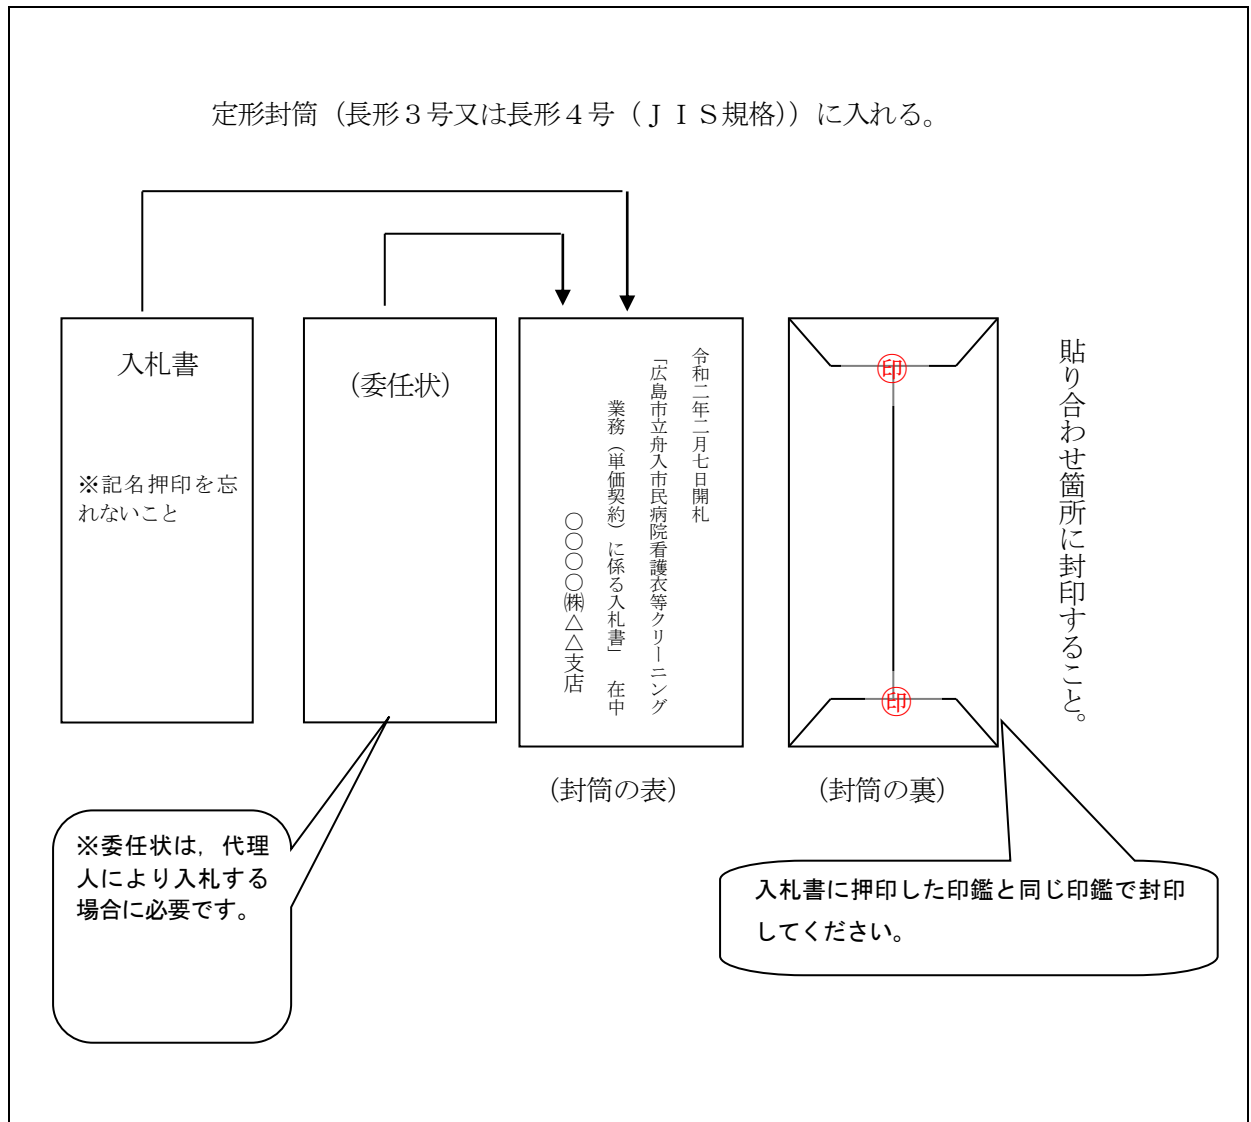 定形封筒（長形３号又は長形４号（ＪＩＳ規格））に入れる。
入札書
※記名押印を忘
れないこと
（委任状）
令和二年二月七日開札
「広島市立舟入市民病院看護衣等クリーニング
業務（単価契約）に係る入札書」　在中
〇〇〇〇㈱△△支店
印
印
貼り合わせ箇所に封印すること。
（封筒の表）
（封筒の裏）
※委任状は，代理
人により入札する
場合に必要です。
入札書に押印した印鑑と同じ印鑑で封印
してください。